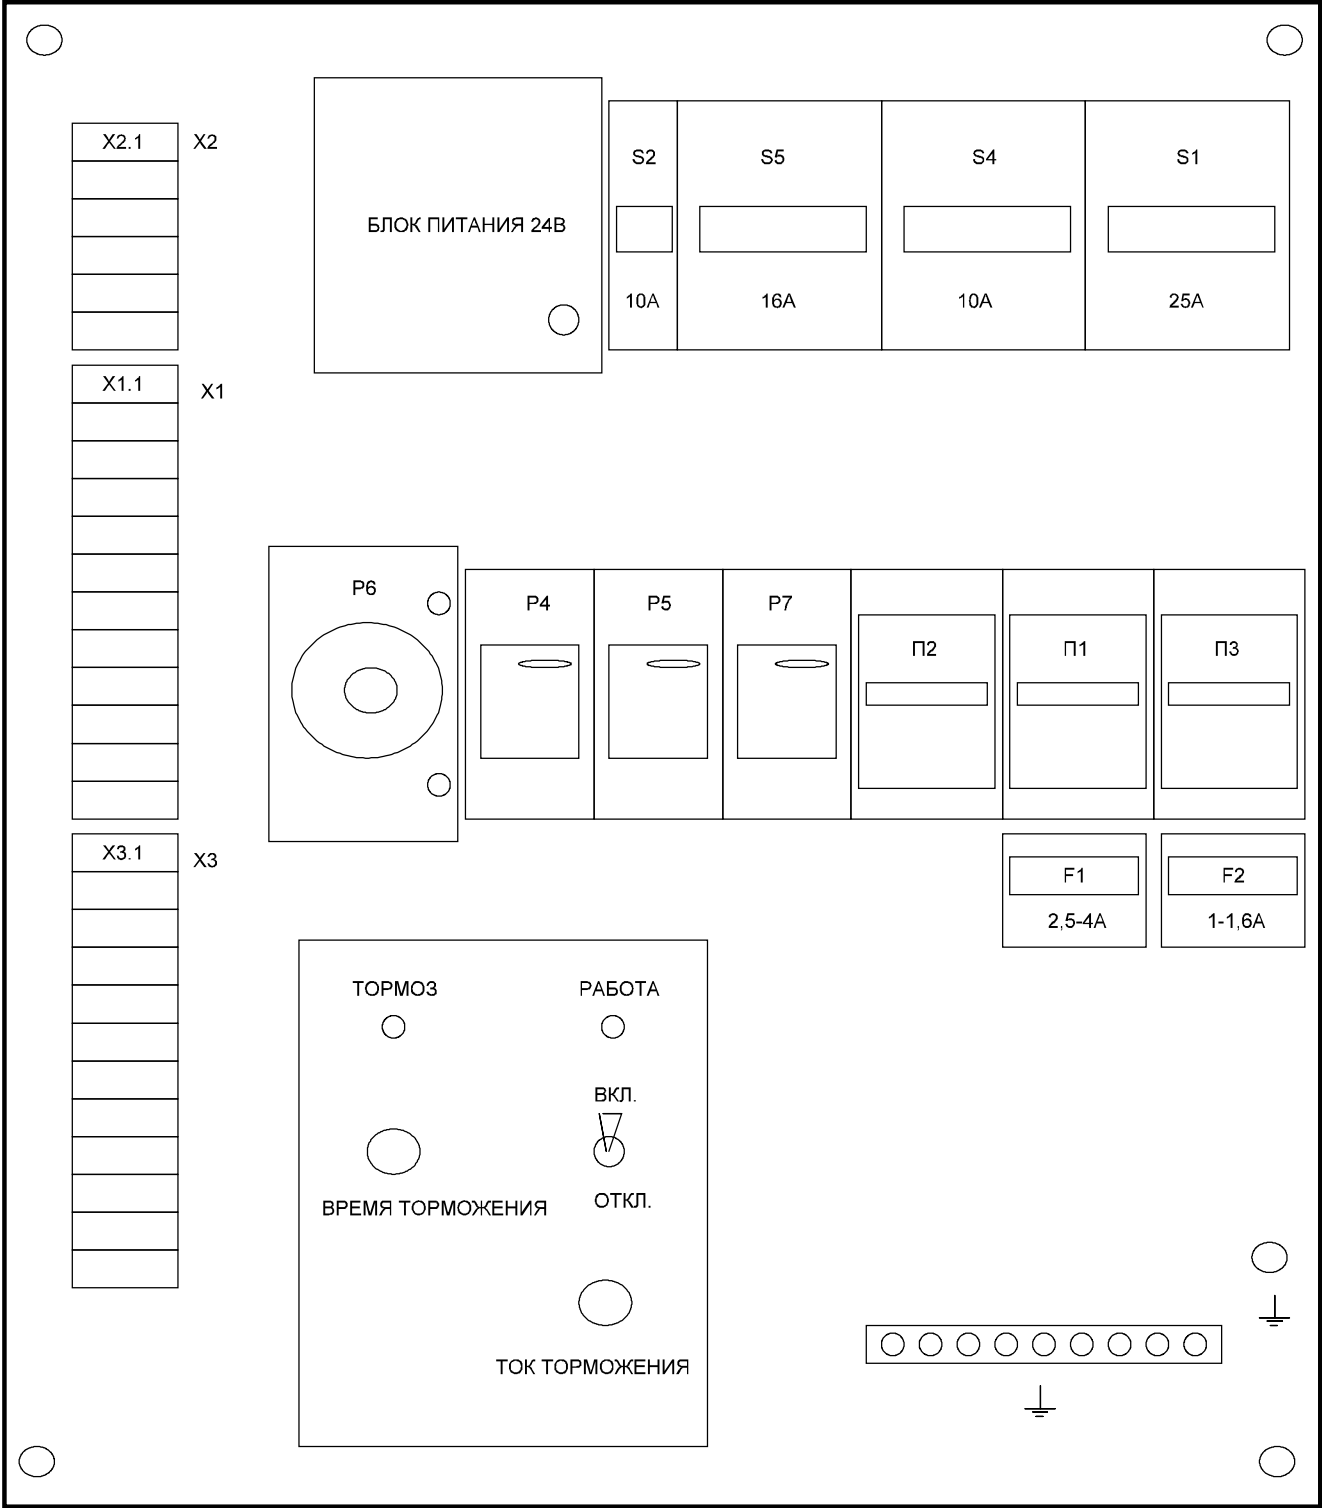 X2.1
X2
БЛОК ПИТАНИЯ 24В
S2
S5
S4
S1
10А
16А
10А
25А
X1.1
X1
Р6
Р4
Р5
Р7
П2
П1
П3
X3.1
X3
F1
F2
2,5-4А
1-1,6А
ТОРМОЗ
РАБОТА
ВКЛ.
ОТКЛ.
ВРЕМЯ ТОРМОЖЕНИЯ
ТОК ТОРМОЖЕНИЯ